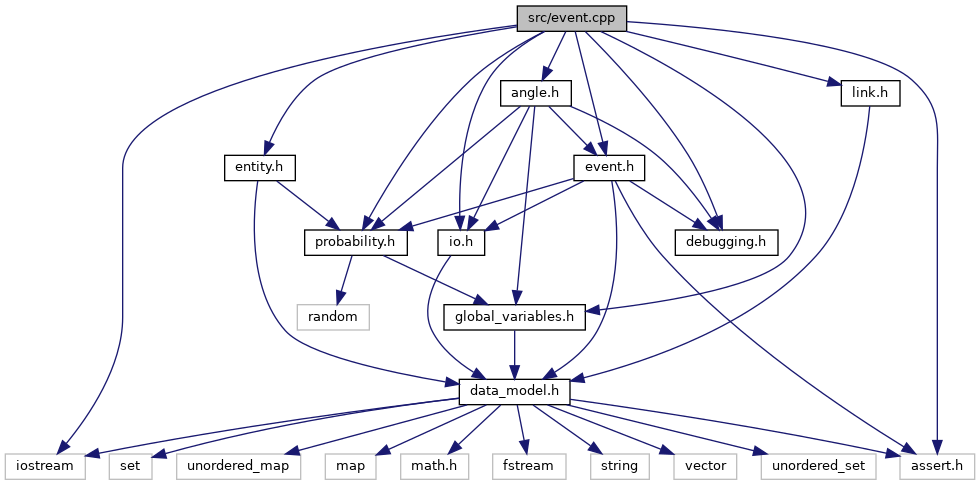 src/event.cpp
angle.h
link.h
entity.h
event.h
probability.h
io.h
debugging.h
random
global_variables.h
data_model.h
iostream
set
unordered_map
map
math.h
fstream
string
vector
unordered_set
assert.h